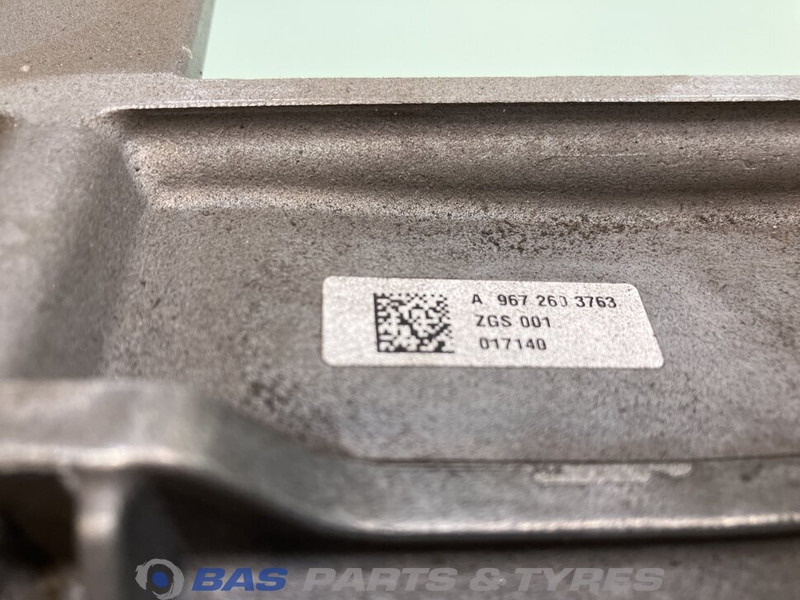 A 967 260 3763
ZGS 001
017140
BAS PARTS & TYRES